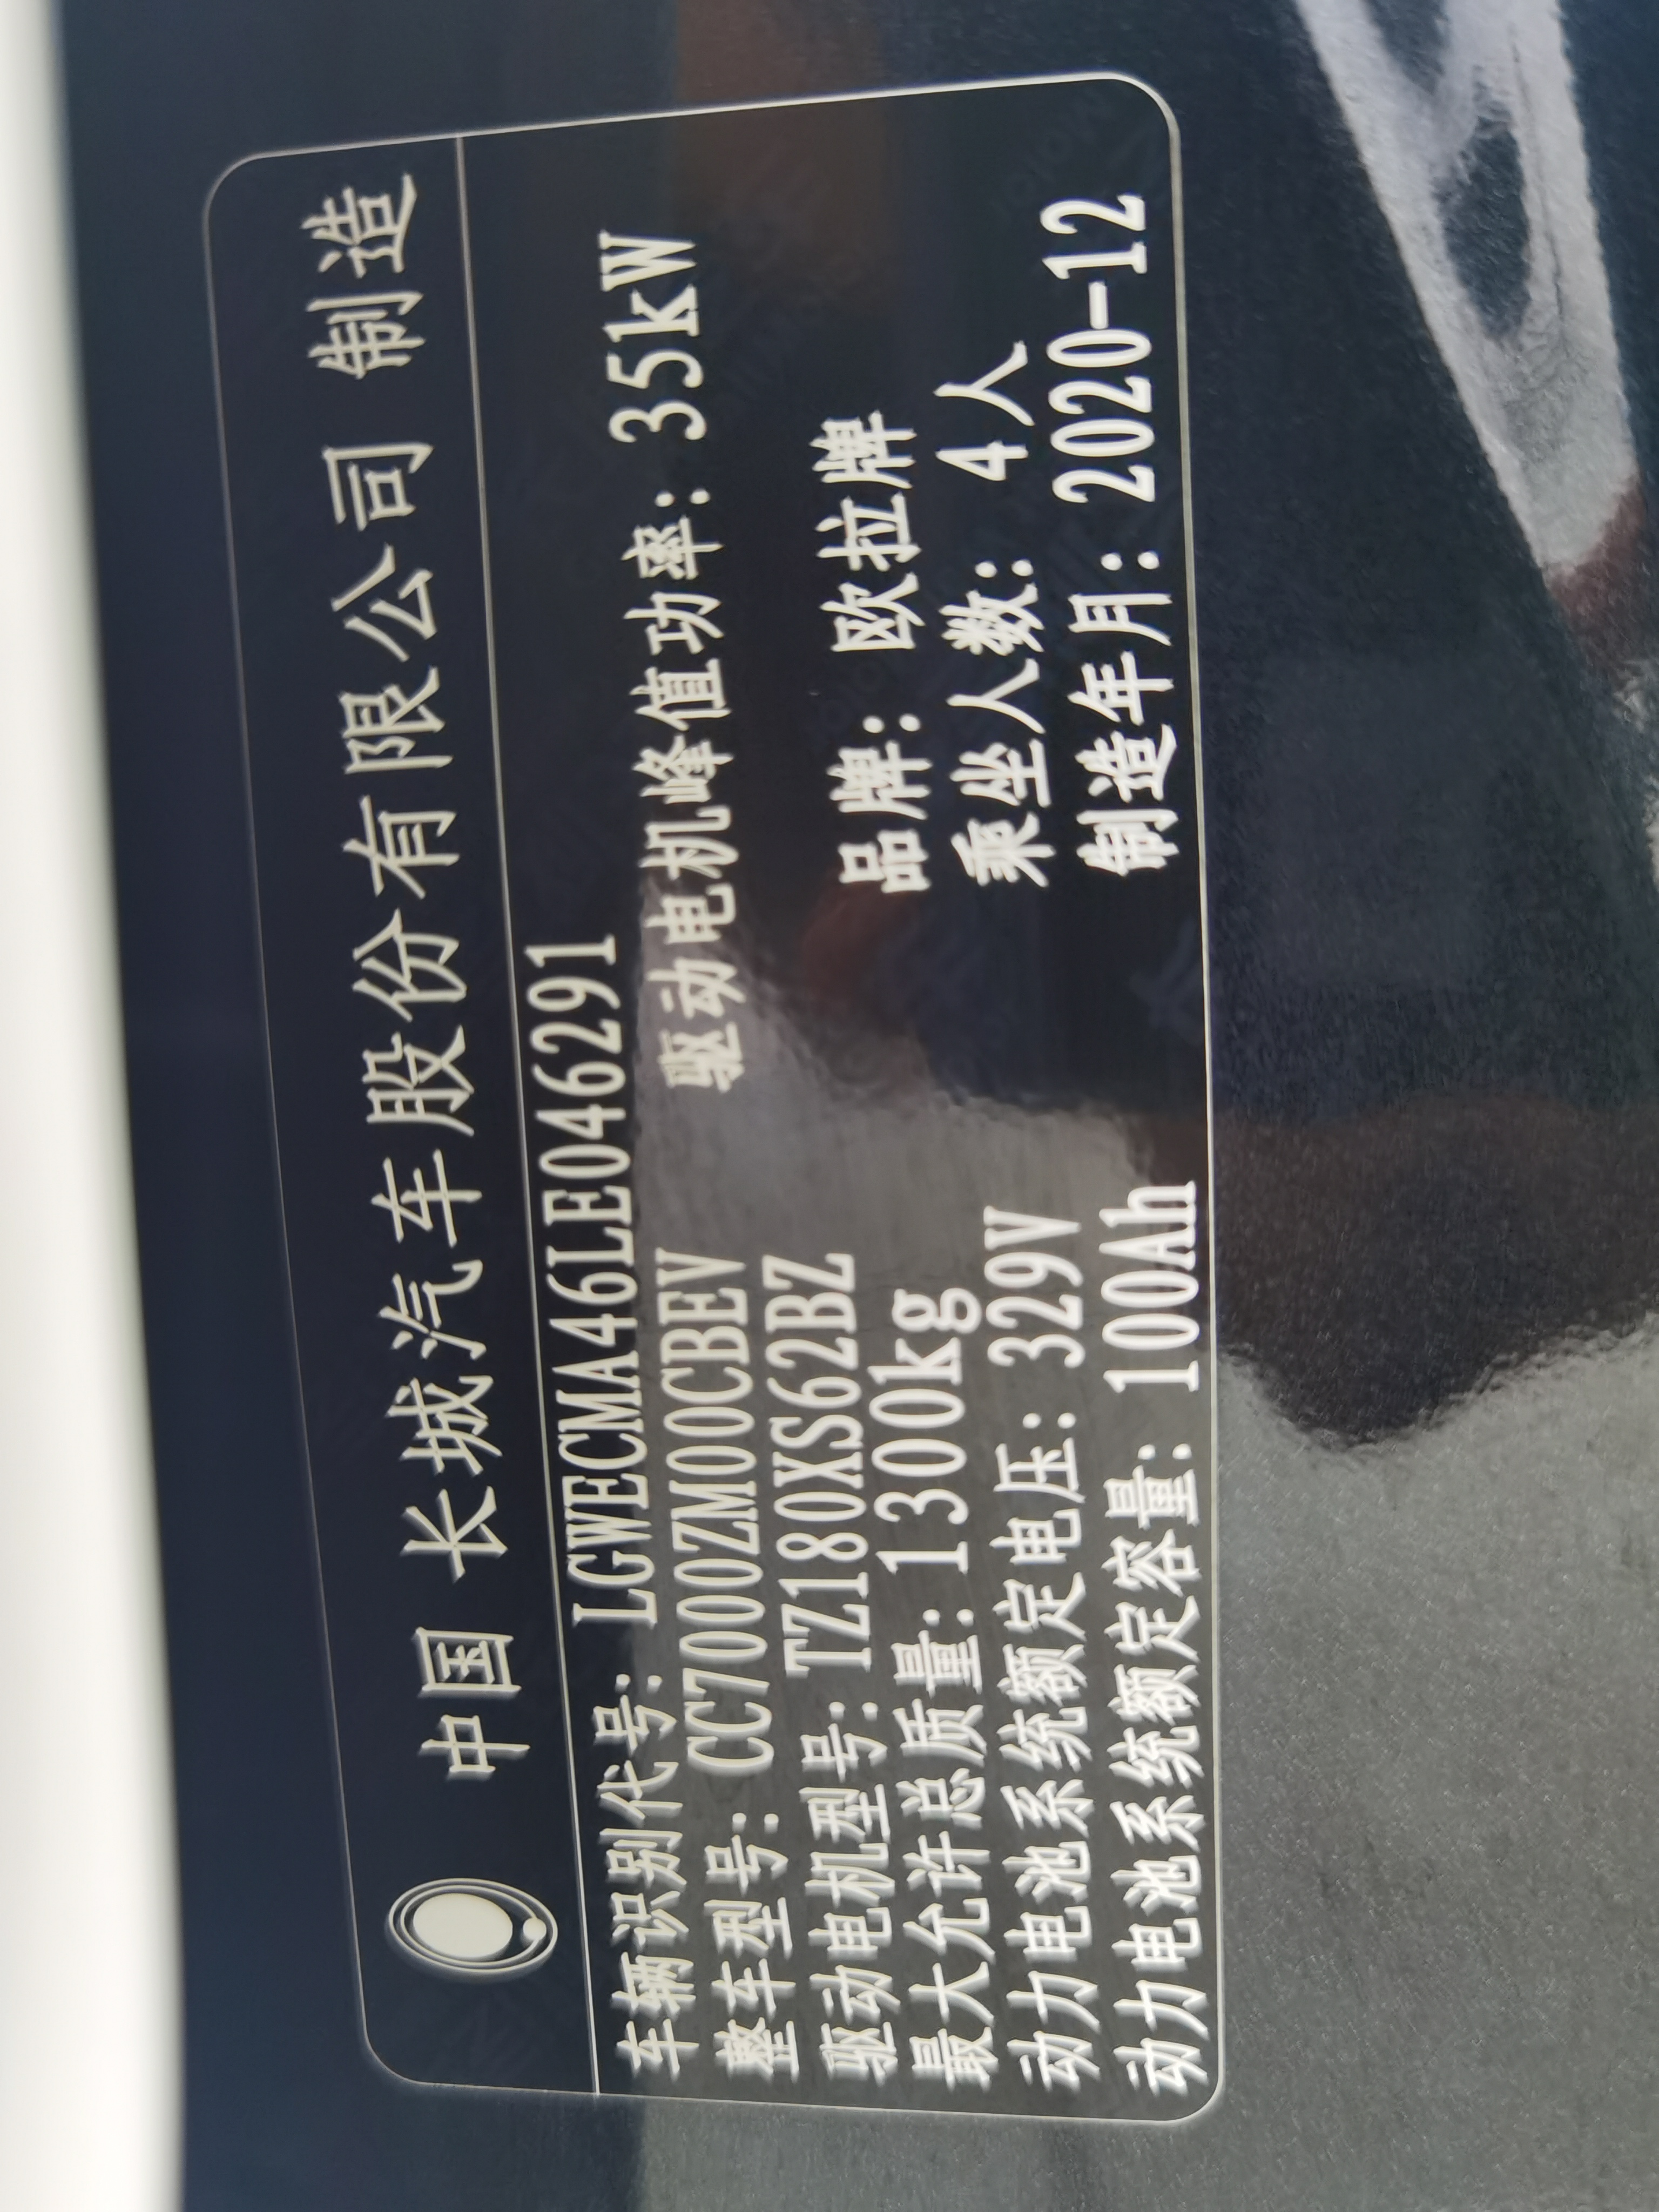 中国 长城汽车股份有限公司 制造
车辆识别代号: LGWECMA46LE046291
整车型号: CC7000ZM00CBEV
驱动电机型号: TZ180XS62BZ 驱动电机峰值功率: 35kW
最大允许总质量: 1300kg 品牌: 欧拉牌
动力电池系统额定电压: 329V 乘坐人数: 4人
动力电池系统额定容量: 100Ah 制造年月: 2020-12